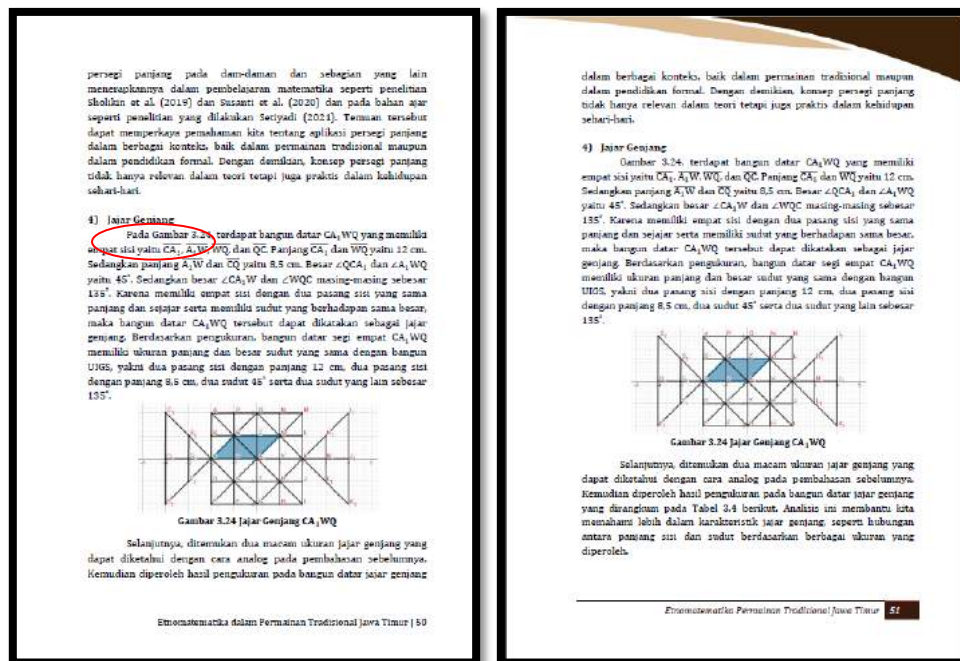 persegi panjang pada dam-daman dan sebagian yang lain
menerapkannya dalam pembelajaran matematika seperti penelitian
Sholikin et al. (2019) dan Susanti et al. (2020) dan pada bahan ajar
seperti penelitian yang dilakukan Setiyadi (2021). Temuan tersebut
dapat memperkaya pemahaman kita tentang aplikasi persegi panjang
dalam berbagai konteks, baik dalam permainan tradisional maupun
dalam pendidikan formal. Dengan demikian, konsep persegi panjang
tidak hanya relevan dalam teori tetapi juga praktis dalam kehidupan
sehari-hari.
4) Jajar Genjang
Pada Gambar 3.24, terdapat bangun datar CA₁WQ yang memiliki
empat sisi yaitu CA₁, A₁W, WQ, dan QC. Panjang CA₁ dan WQ yaitu 12 cm.
Sedangkan panjang A₁W dan CQ yaitu 8,5 cm. Besar ∠QCA₁ dan ∠A₁WQ
yaitu 45°. Sedangkan besar ∠CA₁W dan ∠WQC masing-masing sebesar
135°. Karena memiliki empat sisi dengan dua pasang sisi yang sama
panjang dan sejajar serta memiliki sudut yang berhadapan sama besar,
maka bangun datar CA₁WQ tersebut dapat dikatakan sebagai jajar
genjang. Berdasarkan pengukuran, bangun datar segi empat CA₁WQ
memiliki ukuran panjang dan besar sudut yang sama dengan bangun
UJGS, yakni dua pasang sisi dengan panjang 12 cm, dua pasang sisi
dengan panjang 8,5 cm, dua sudut 45° serta dua sudut yang lain sebesar
135°.
Gambar 3.24 Jajar Genjang CA₁WQ
Selanjutnya, ditemukan dua macam ukuran jajar genjang yang
dapat diketahui dengan cara analog pada pembahasan sebelumnya.
Kemudian diperoleh hasil pengukuran pada bangun datar jajar genjang
Etnomatematika dalam Permainan Tradisional Jawa Timur | 50
dalam berbagai konteks, baik dalam permainan tradisional maupun
dalam pendidikan formal. Dengan demikian, konsep persegi panjang
tidak hanya relevan dalam teori tetapi juga praktis dalam kehidupan
sehari-hari.
4) Jajar Genjang
Gambar 3.24. terdapat bangun datar CA₁WQ yang memiliki
empat sisi yaitu CA₁, A₁W, WQ, dan QC. Panjang CA₁ dan WQ yaitu 12 cm.
Sedangkan panjang A₁W dan CQ yaitu 8,5 cm. Besar ∠QCA₁ dan ∠A₁WQ
yaitu 45°. Sedangkan besar ∠CA₁W dan ∠WQC masing-masing sebesar
135°. Karena memiliki empat sisi dengan dua pasang sisi yang sama
panjang dan sejajar serta memiliki sudut yang berhadapan sama besar,
maka bangun datar CA₁WQ tersebut dapat dikatakan sebagai jajar
genjang. Berdasarkan pengukuran, bangun datar segi empat CA₁WQ
memiliki ukuran panjang dan besar sudut yang sama dengan bangun
UJGS, yakni dua pasang sisi dengan panjang 12 cm, dua pasang sisi
dengan panjang 8,5 cm, dua sudut 45° serta dua sudut yang lain sebesar
135°.
Gambar 3.24 Jajar Genjang CA₁WQ
Selanjutnya, ditemukan dua macam ukuran jajar genjang yang
dapat diketahui dengan cara analog pada pembahasan sebelumnya.
Kemudian diperoleh hasil pengukuran pada bangun datar jajar genjang
yang dirangkum pada Tabel 3.4 berikut. Analisis ini membantu kita
memahami lebih dalam karakteristik jajar genjang, seperti hubungan
antara panjang sisi dan sudut berdasarkan berbagai ukuran yang
diperoleh.
Etnomatematika Permainan Tradisional Jawa Timur 51